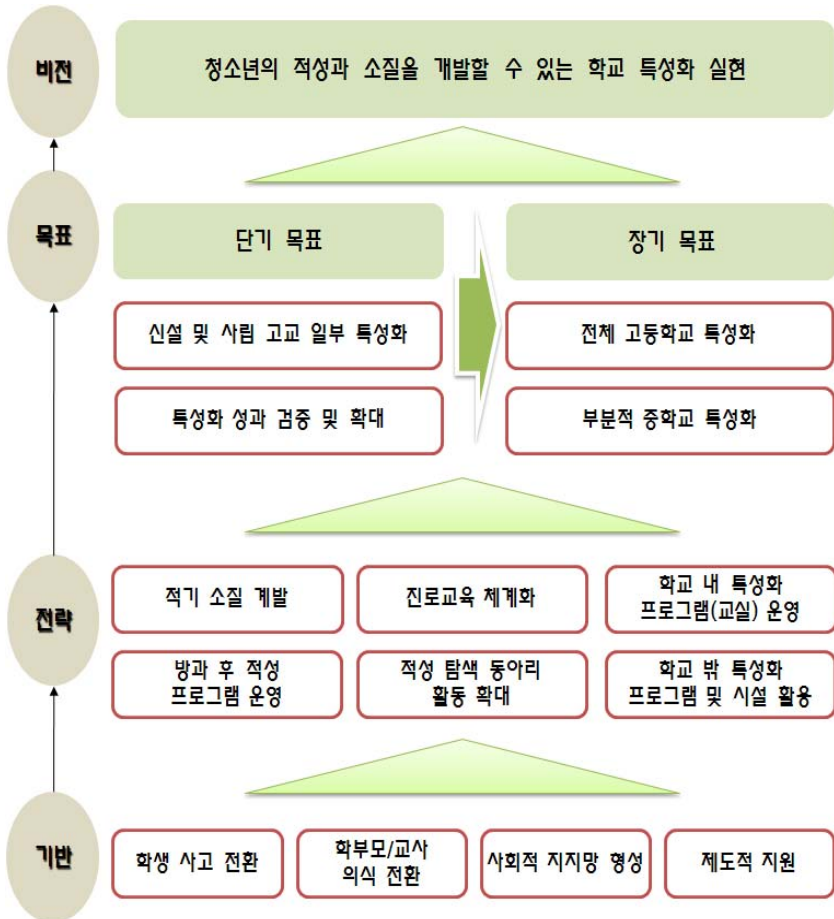 비전
청소년의 적성과 소질을 개발할 수 있는 학교 특성화 실현
목표
단기 목표
장기 목표
신설 및 사립 고교 일부 특성화
전체 고등학교 특성화
특성화 성과 검증 및 확대
부분적 중학교 특성화
전략
적기 소질 계발
진로교육 체계화
학교 내 특성화
프로그램(교실) 운영
방과 후 적성
프로그램 운영
적성 탐색 동아리
활동 확대
학교 밖 특성화
프로그램 및 시설 활용
기반
학생 사고 전환
학부모/교사
의식 전환
사회적 지지망 형성
제도적 지원